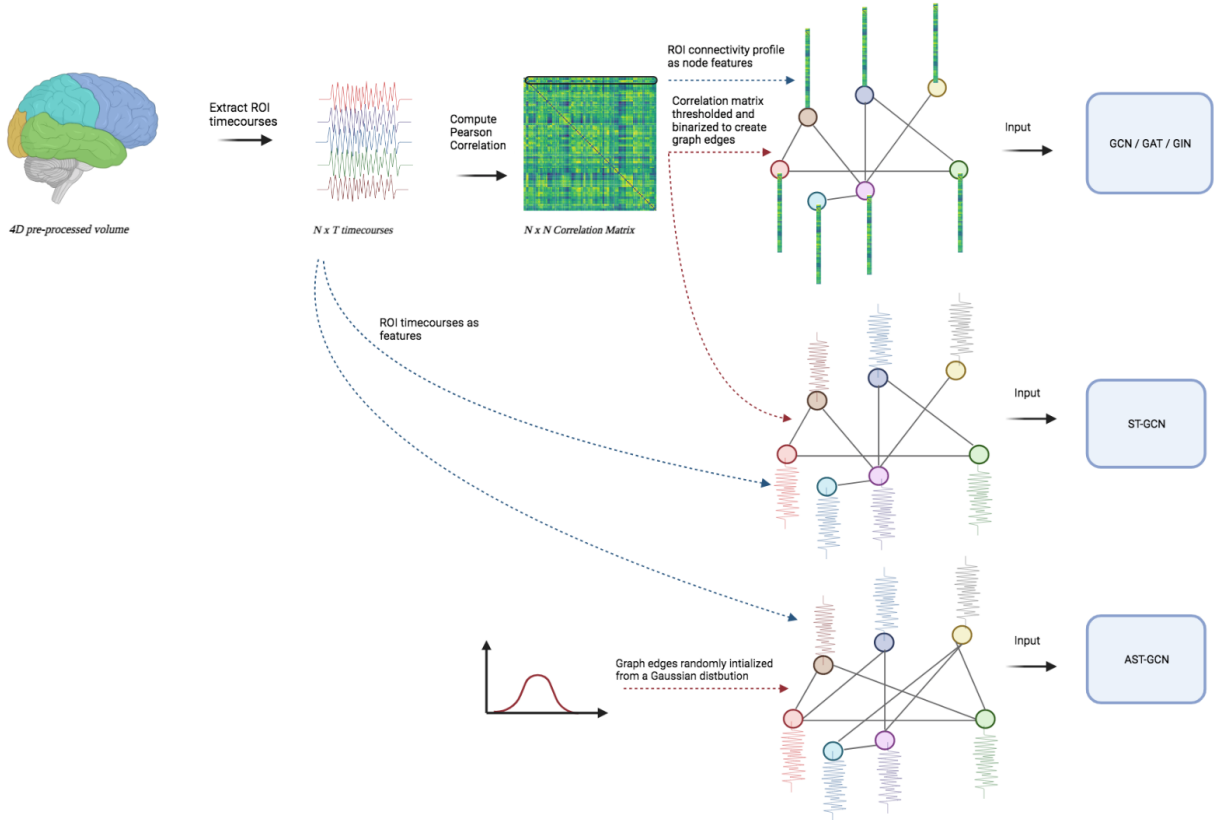 Extract ROI
timecourses
4D pre-processed volume
N x T timecourses
Compute
Pearson
Correlation
N x N Correlation Matrix
ROI connectivity profile
as node features
Correlation matrix
thresholded and
binarized to create
graph edges
Input
GCN / GAT / GIN
ROI timecourses as
features
Input
ST-GCN
Graph edges randomly intialized
from a Gaussian distbution
Input
AST-GCN